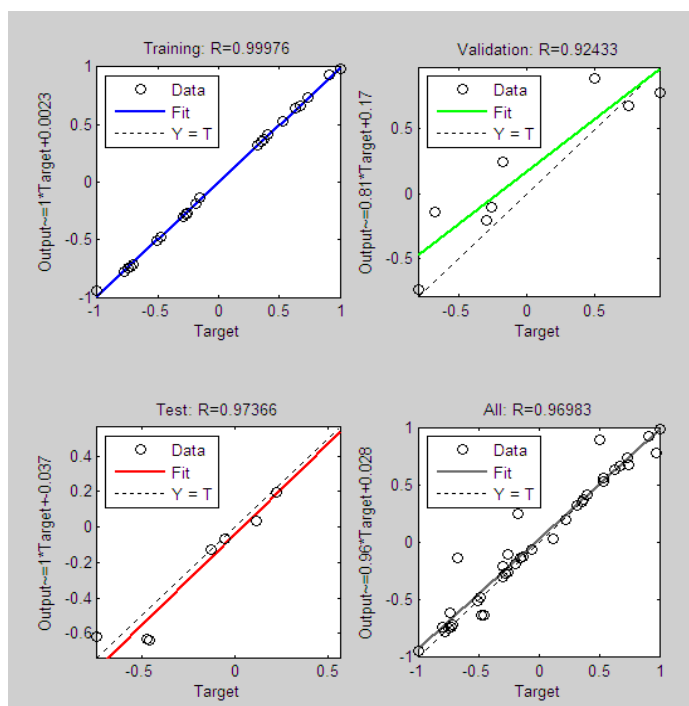 Training: R=0.99976
Output~=1*Target+0.0023
1
0.5
0
-0.5
-1
Data
Fit
Y = T
-1
-0.5
0
0.5
1
Target
Validation: R=0.92433
Output~=0.81*Target+0.17
0.5
0
-0.5
Data
Fit
Y = T
-0.5
0
0.5
Target
Test: R=0.97366
Output~=1*Target+-0.037
0.4
0.2
0
-0.2
-0.4
-0.6
Data
Fit
Y = T
-0.5
0
0.5
Target
All: R=0.96983
Output~=0.96*Target+0.028
1
0.5
0
-0.5
-1
Data
Fit
Y = T
-1
-0.5
0
0.5
1
Target